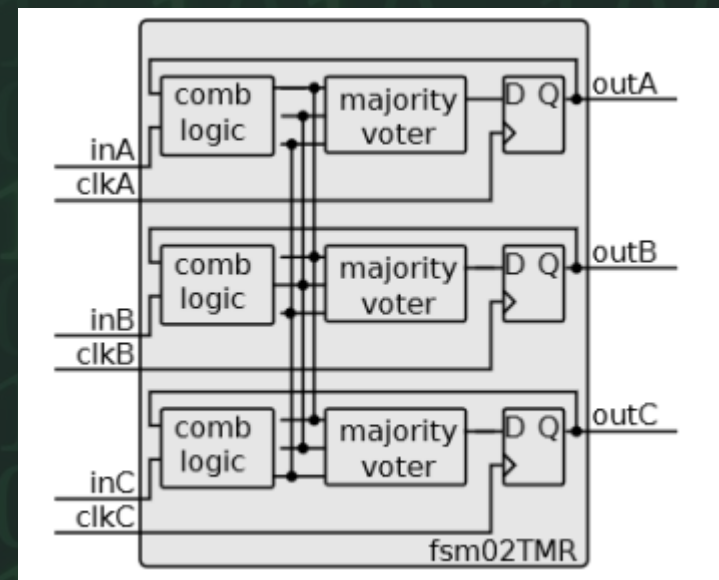 comb
logic
majority
voter
D Q
outA
inA
clkA
comb
logic
majority
voter
D Q
outB
inB
clkB
comb
logic
majority
voter
D Q
outC
inC
clkC
fsm02TMR